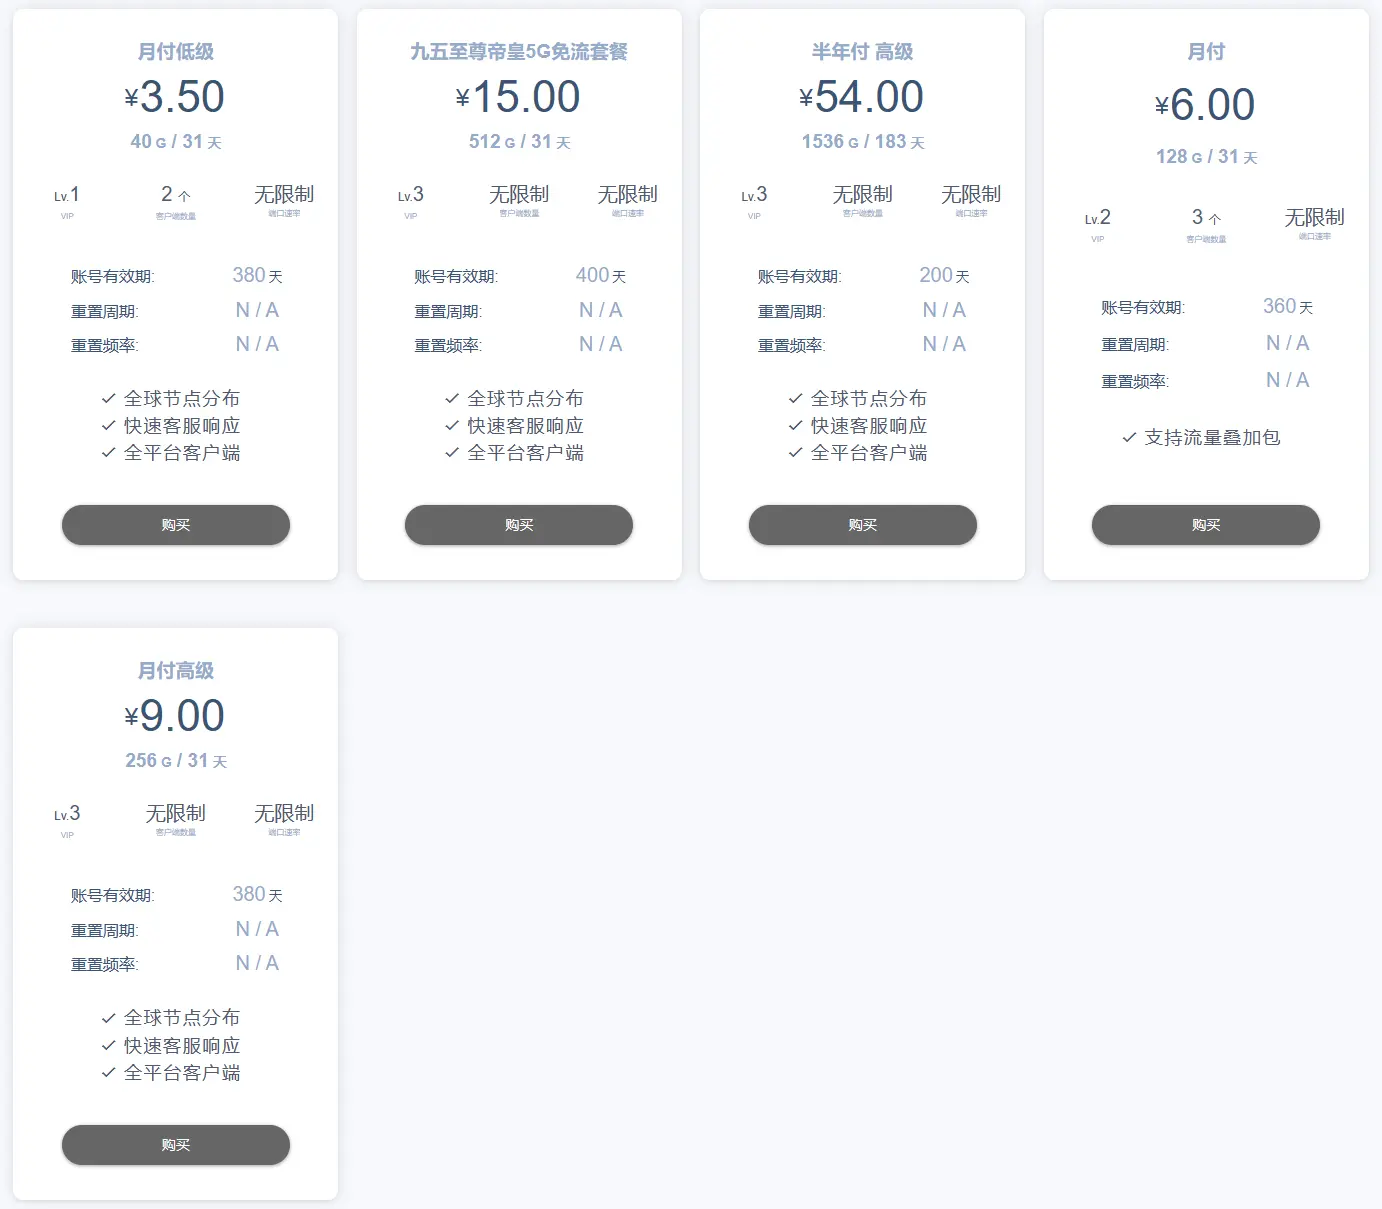 月付低级
¥3.50
40 G / 31 天
Lv.1 2 个 无限制
VIP 客户端数量 端口速率
账号有效期: 380 天
重置周期: N / A
重置频率: N / A
全球节点分布
快速客服响应
全平台客户端
购买
九五至尊帝皇5G免流套餐
¥15.00
512 G / 31 天
Lv.3 无限制 无限制
VIP 客户端数量 端口速率
账号有效期: 400 天
重置周期: N / A
重置频率: N / A
全球节点分布
快速客服响应
全平台客户端
购买
半年付 高级
¥54.00
1536 G / 183 天
Lv.3 无限制 无限制
VIP 客户端数量 端口速率
账号有效期: 200 天
重置周期: N / A
重置频率: N / A
全球节点分布
快速客服响应
全平台客户端
购买
月付
¥6.00
128 G / 31 天
Lv.2 3 个 无限制
VIP 客户端数量 端口速率
账号有效期: 360 天
重置周期: N / A
重置频率: N / A
支持流量叠加包
购买
月付高级
¥9.00
256 G / 31 天
Lv.3 无限制 无限制
VIP 客户端数量 端口速率
账号有效期: 380 天
重置周期: N / A
重置频率: N / A
全球节点分布
快速客服响应
全平台客户端
购买